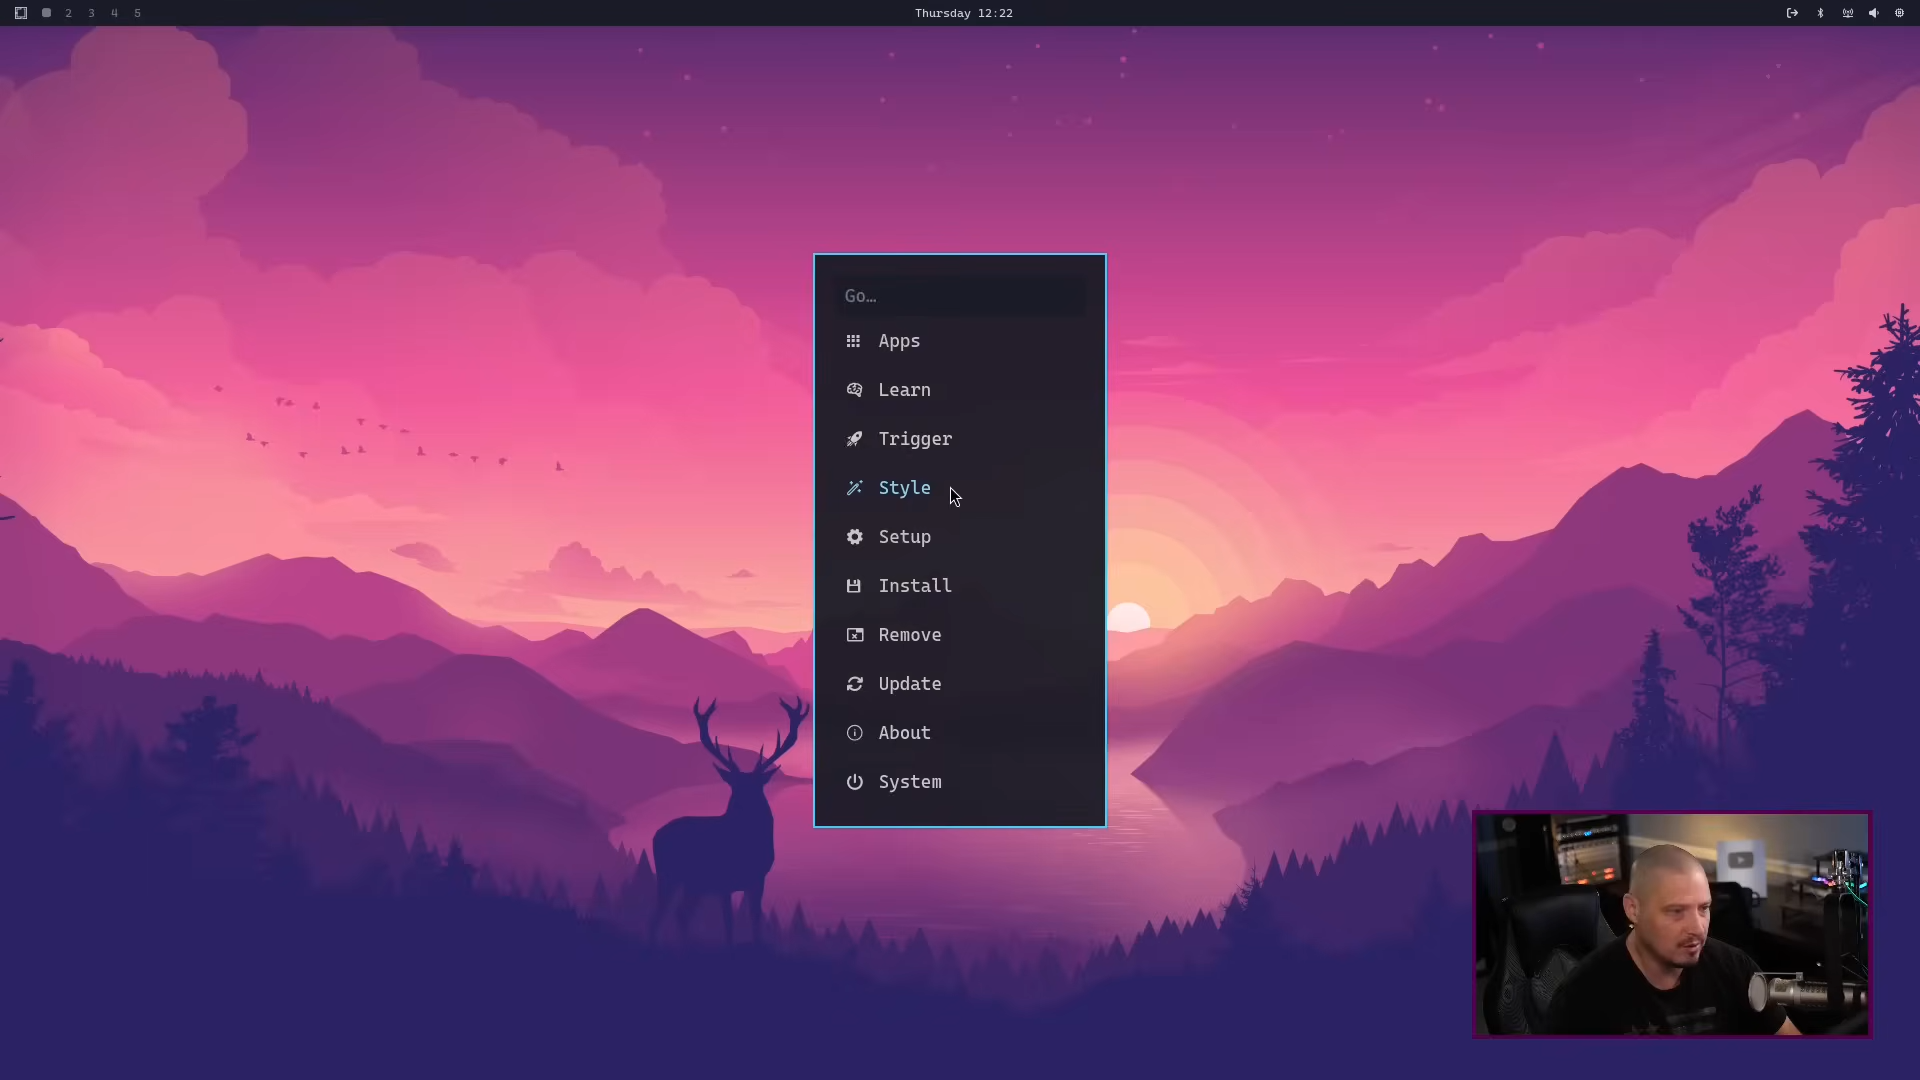 2 3 4 5
Thursday 12:22
Go…
Apps
Learn
Trigger
Style
Setup
Install
Remove
Update
About
System